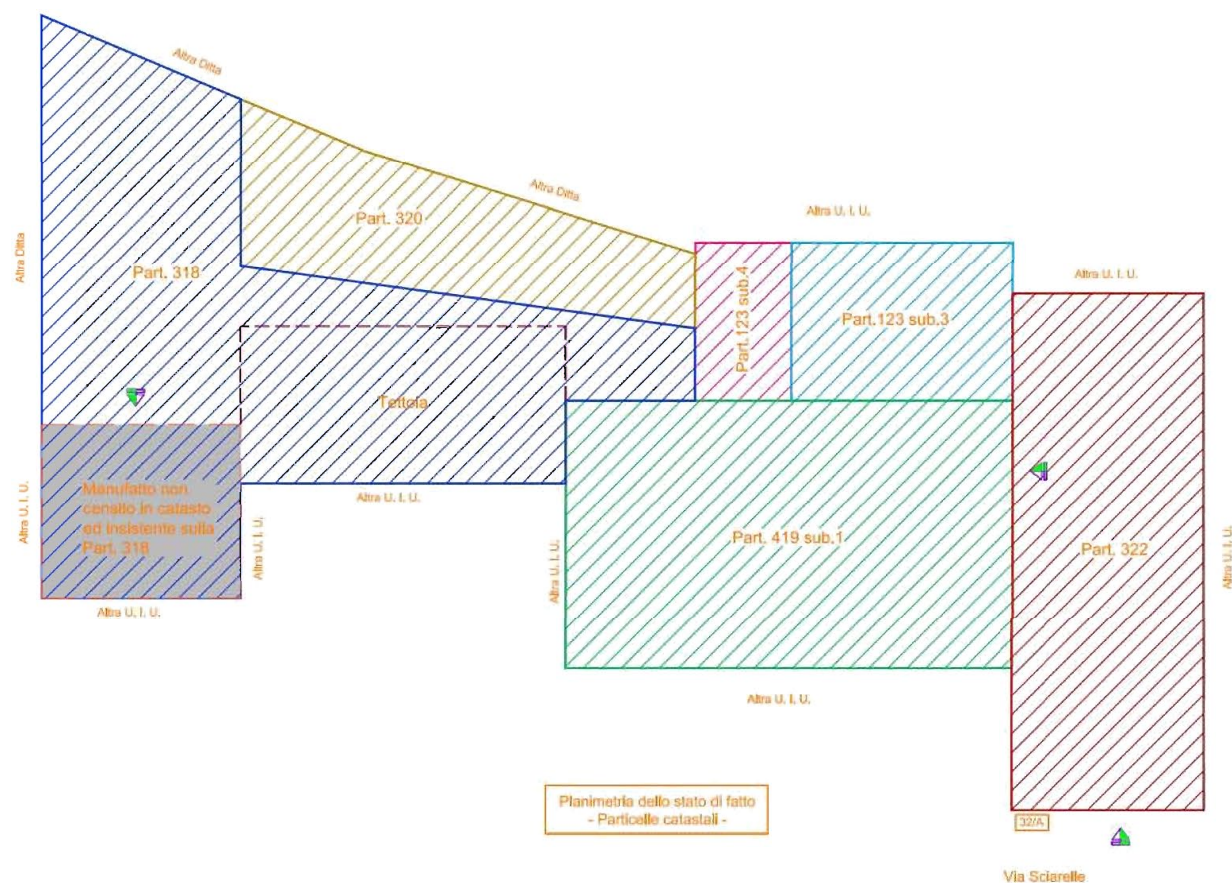 Altra Ditta
Altra Ditta
Altra U. I. U.
Part. 320
Altra Ditta
Part. 318
Altra U. I. U.
Part.123 sub.4
Part.123 sub.3
Tettoia
Altra U. I. U.
Manufatto non
censito in catasto
ed insistente sulla
Part. 318
Altra U. I. U.
Altra U. I. U.
Altra U. I. U.
Part. 419 sub.1
Part. 322
Altra U. I. U.
Altra U. I. U.
Altra U. I. U.
Planimetria dello stato di fatto
- Particelle catastali -
32/A
Via Sciarelle